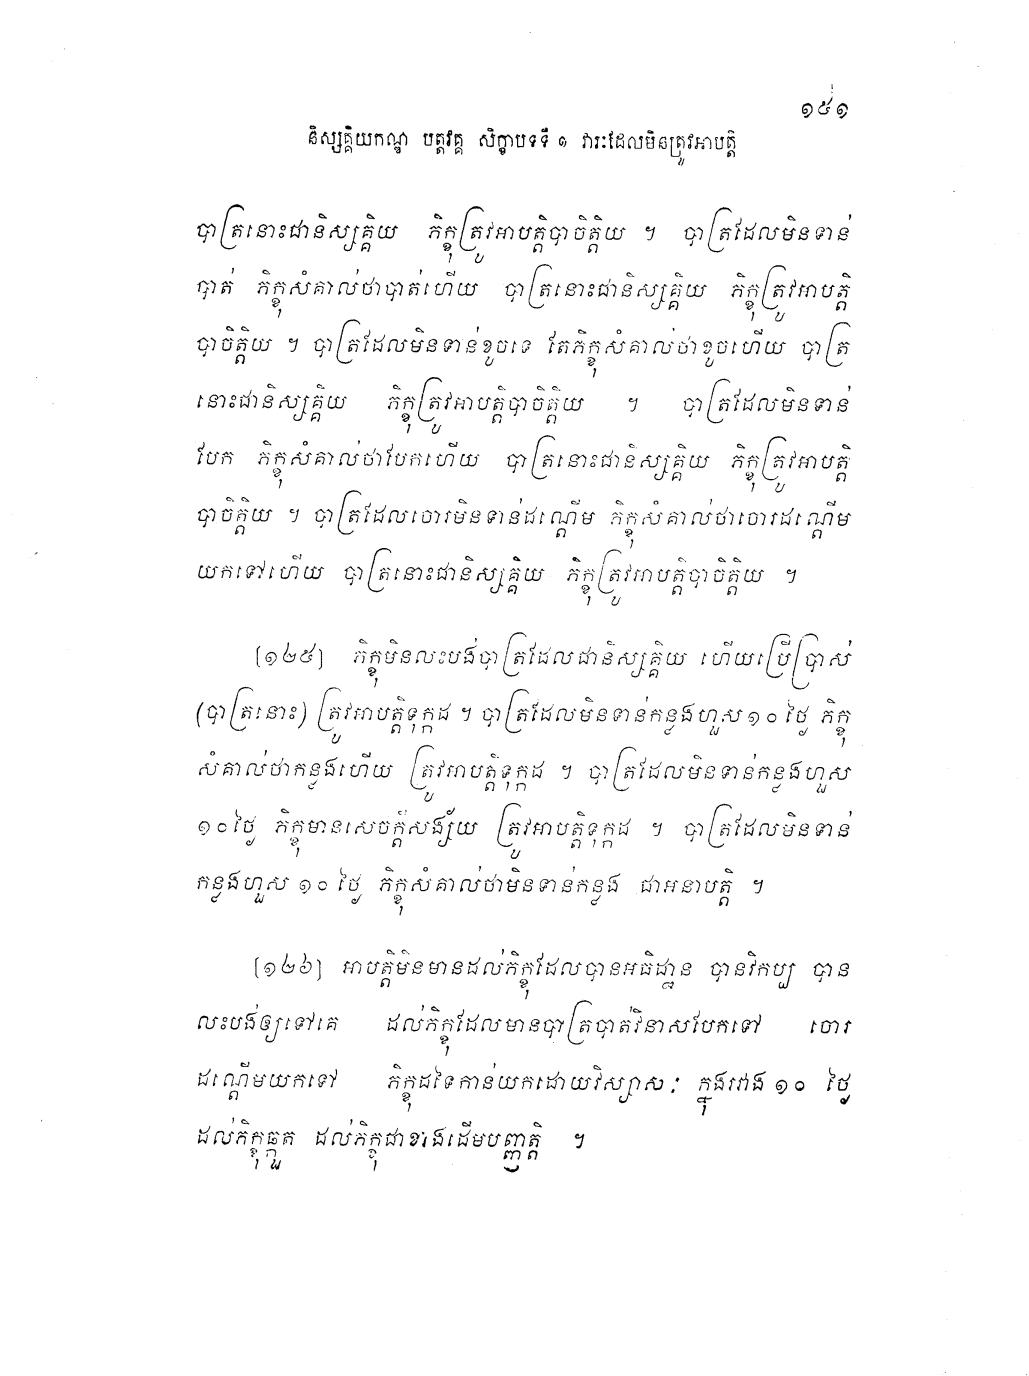 ១៥១
និស្សគ្គិយកណ្ឌ បត្តវគ្គ សិក្ខាបទទី ១ វារៈដែលមិនត្រូវអាបត្តិ
បាត្រនោះជានិស្សគ្គិយ ភិក្ខុត្រូវអាបត្តិបាចិត្តិយ ។ បាត្រដែលមិនទាន់
បាត់ ភិក្ខុសំគាល់ថាបាត់ហើយ បាត្រនោះជានិស្សគ្គិយ ភិក្ខុត្រូវអាបត្តិ
បាចិត្តិយ ។ បាត្រដែលមិនទាន់ខូចទេ តែភិក្ខុសំគាល់ថាខូចហើយ បាត្រ
នោះជានិស្សគ្គិយ ភិក្ខុត្រូវអាបត្តិបាចិត្តិយ ។ បាត្រដែលមិនទាន់
បែក ភិក្ខុសំគាល់ថាបែកហើយ បាត្រនោះជានិស្សគ្គិយ ភិក្ខុត្រូវអាបត្តិ
បាចិត្តិយ ។ បាត្រដែលចោរមិនទាន់ដណ្តើម ភិក្ខុសំគាល់ថាចោរដណ្តើម
យកទៅហើយ បាត្រនោះជានិស្សគ្គិយ ភិក្ខុត្រូវអាបត្តិបាចិត្តិយ ។
[១២៥] ភិក្ខុមិនលះបង់បាត្រដែលជានិស្សគ្គិយ ហើយប្រើប្រាស់
(បាត្រនោះ) ត្រូវអាបត្តិទុក្កដ ។ បាត្រដែលមិនទាន់កន្លងហួស ១០ ថ្ងៃ ភិក្ខុ
សំគាល់ថាកន្លងហើយ ត្រូវអាបត្តិទុក្កដ ។ បាត្រដែលមិនទាន់កន្លងហួស
១០ ថ្ងៃ ភិក្ខុមានសេចក្តីសង្ស័យ ត្រូវអាបត្តិទុក្កដ ។ បាត្រដែលមិនទាន់
កន្លងហួស ១០ ថ្ងៃ ភិក្ខុសំគាល់ថាមិនទាន់កន្លង ជាអនាបត្តិ ។
[១២៦] អាបត្តិមិនមានដល់ភិក្ខុដែលបានអធិដ្ឋាន បានវិកប្ប បាន
លះបង់ឲ្យទៅគេ ដល់ភិក្ខុដែលមានបាត្របាត់វិនាសបែកទៅ ចោរ
ដណ្តើមយកទៅ ភិក្ខុដទៃកាន់យកដោយវិស្សាសៈ ក្នុងរវាង ១០ ថ្ងៃ
ដល់ភិក្ខុឆ្កួត ដល់ភិក្ខុជាខាងដើមបញ្ញត្តិ ។